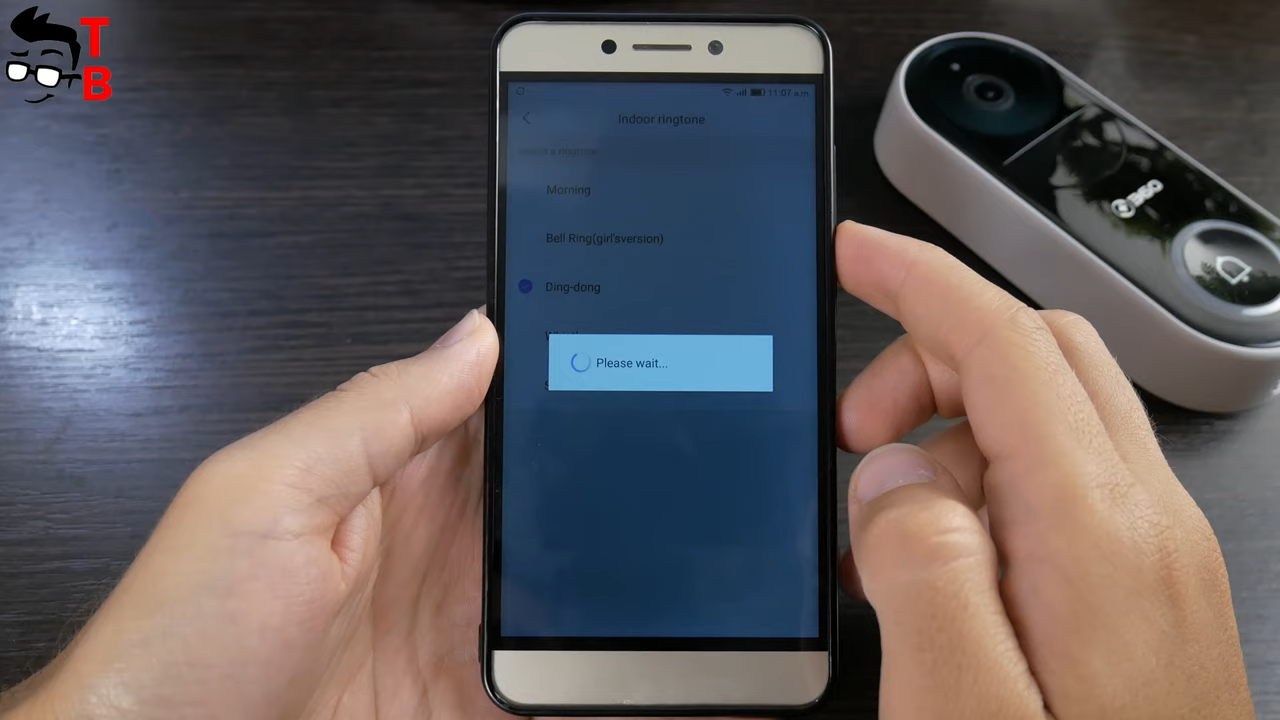 TB
11:07 a.m.
Indoor ringtone
Morning
Bell Ring(girl'sversion)
Ding-dong
Please wait...
360